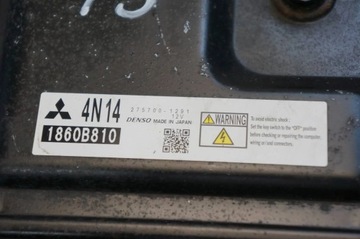 4N14
275700-1291
12V
DENSO MADE IN JAPAN
1860B810
WARNING
To avoid electric shock:
Set the key switch to the "OFF" position
before checking or repairing the computer,
wiring or cord connectors.